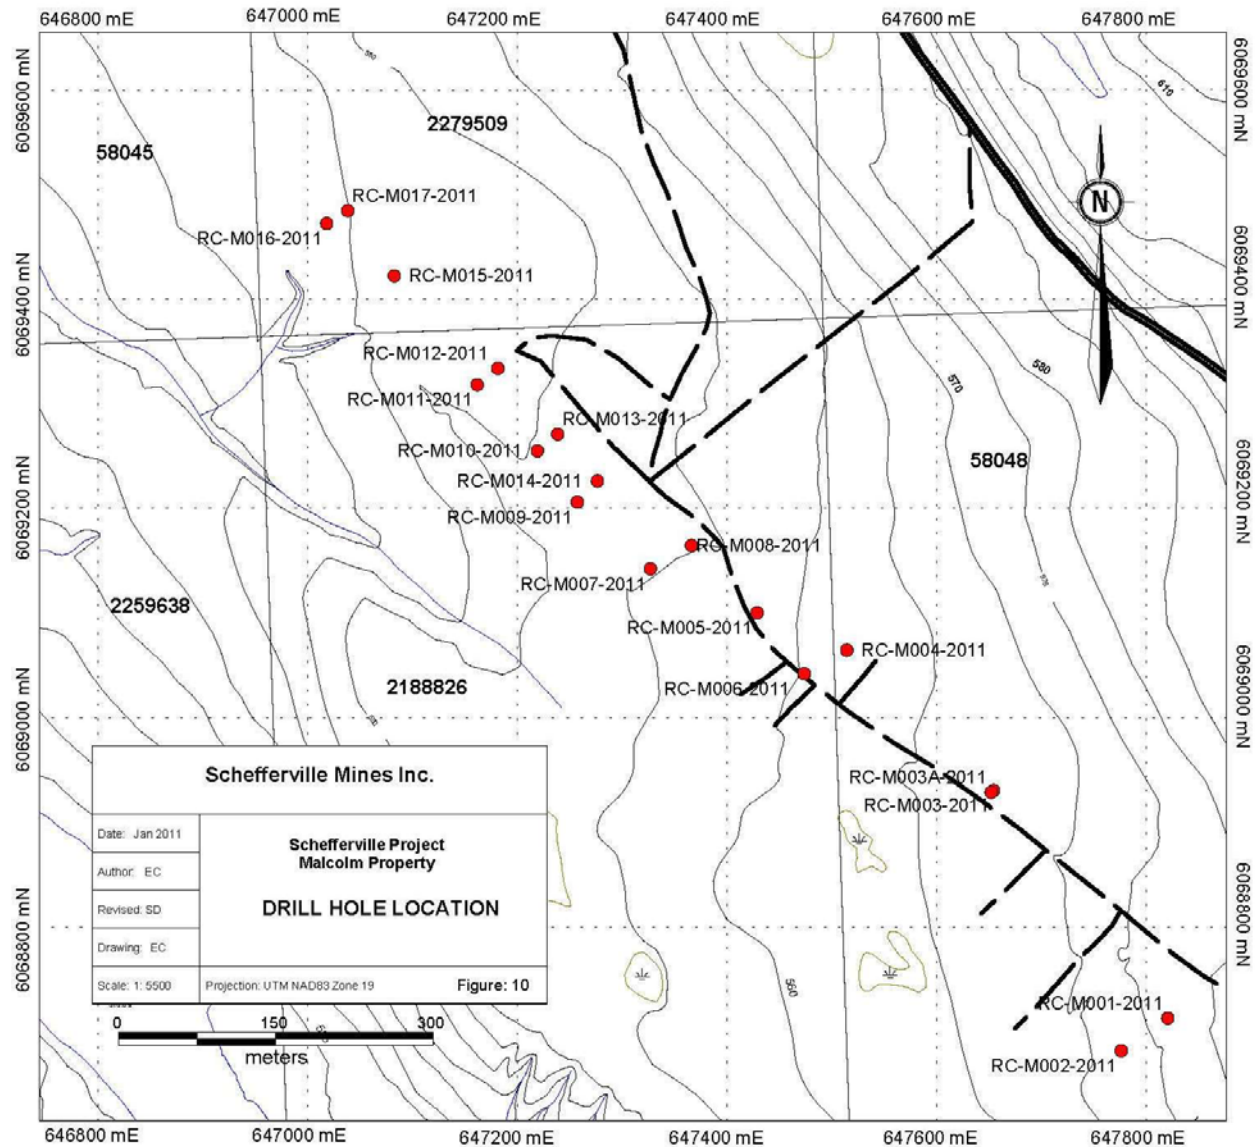 646800 mE 647000 mE 647200 mE 647400 mE 647600 mE 647800 mE
6069600 mN
6069400 mN
6069200 mN
6069000 mN
6068800 mN
6069600 mN
6069400 mN
6069200 mN
6069000 mN
6068800 mN
610
2279509
58045
RC-M017-2011
RC-M016-2011
RC-M015-2011
N
RC-M012-2011
RC-M011-2011
580
570
RC-M013-2011
RC-M010-2011
58048
RC-M014-2011
RC-M009-2011
RC-M008-2011
RC-M007-2011
2259638
RC-M005-2011
RC-M004-2011
2188826
RC-M006-2011
RC-M003A-2011
RC-M003-2011
560
RC-M001-2011
RC-M002-2011
Schefferville Mines Inc.
Date: Jan 2011
Author: EC
Revised: SD
Drawing: EC
Scale: 1: 5500
Schefferville Project
Malcolm Property
DRILL HOLE LOCATION
Projection: UTM NAD83 Zone 19
Figure: 10
0 150 300
meters
646800 mE 647000 mE 647200 mE 647400 mE 647600 mE 647800 mE